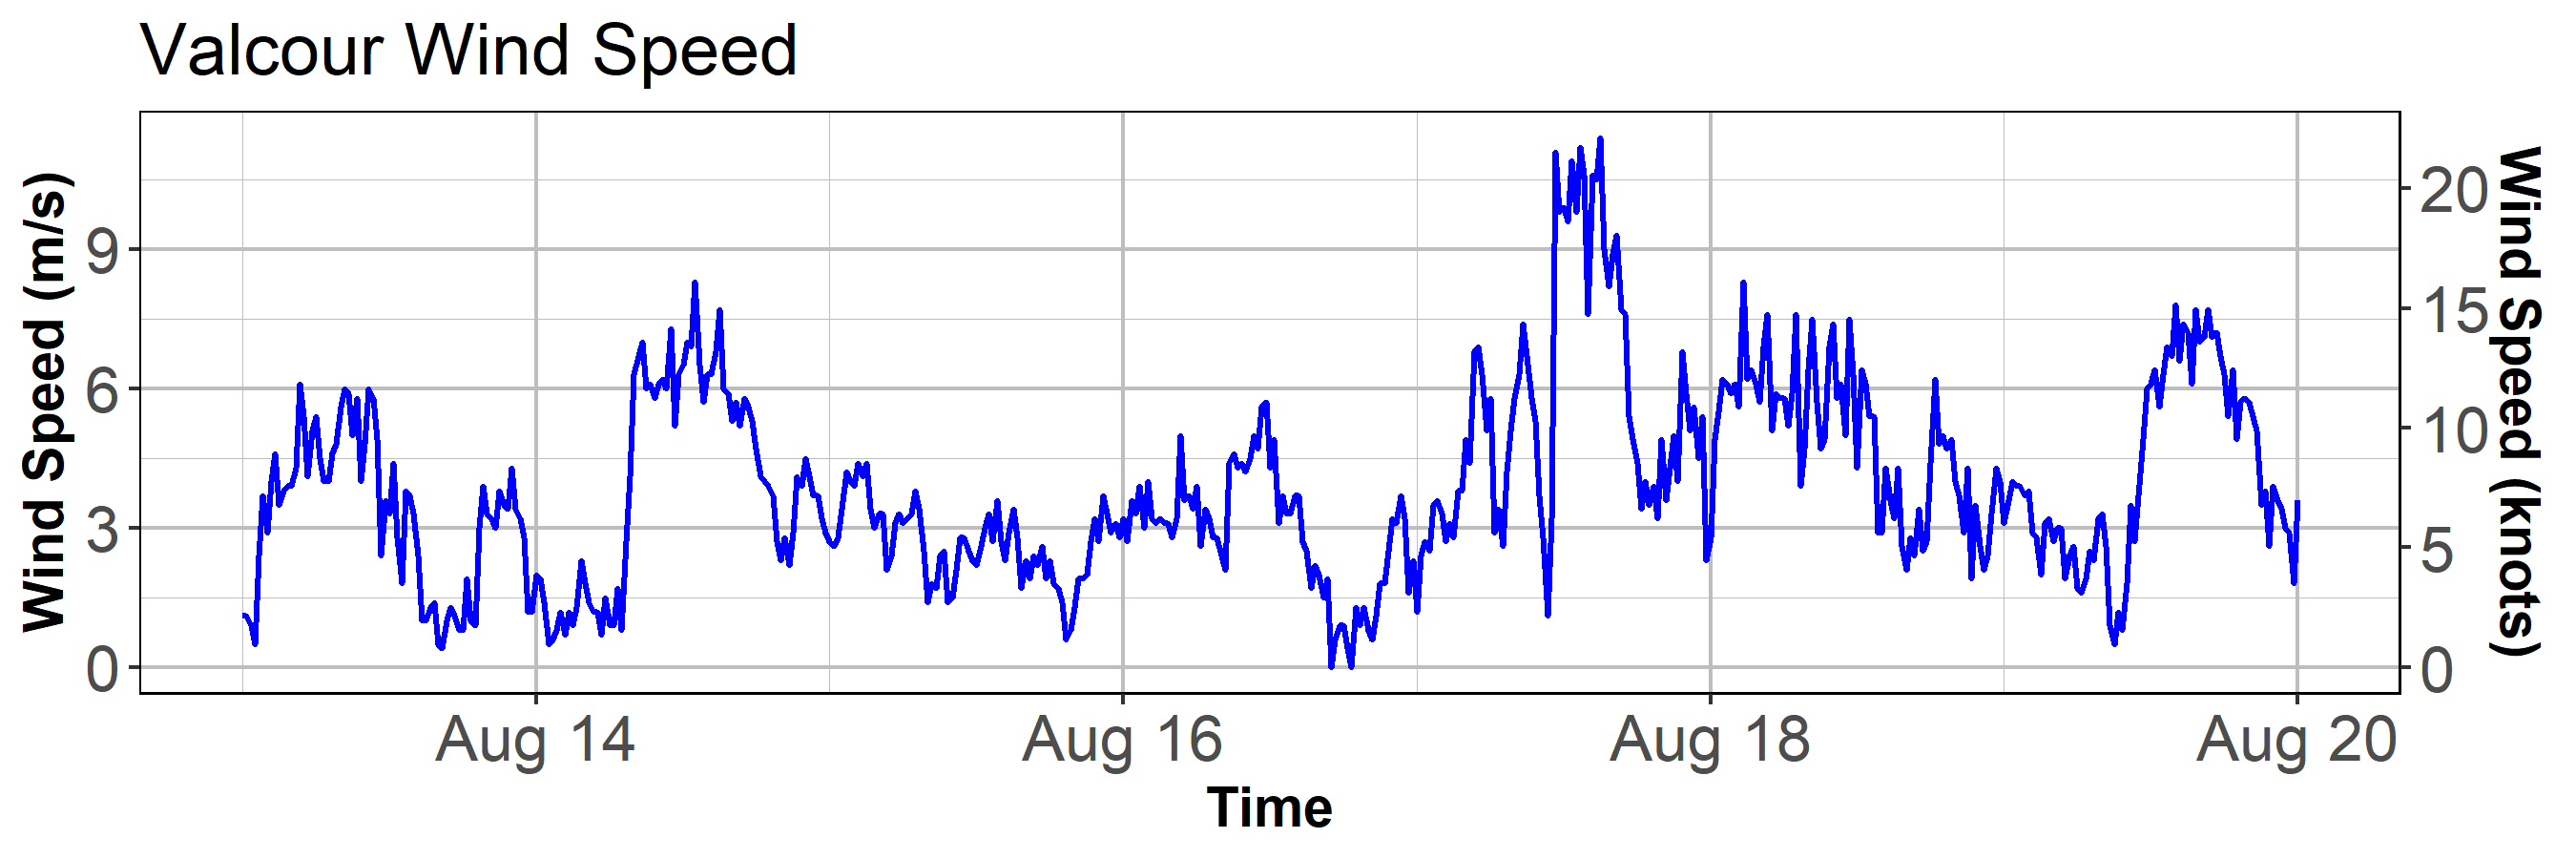 Valcour Wind Speed
Wind Speed (m/s)
9
6
3
0
20
15
10
5
0
Wind Speed (knots)
Aug 14
Aug 16
Aug 18
Aug 20
Time